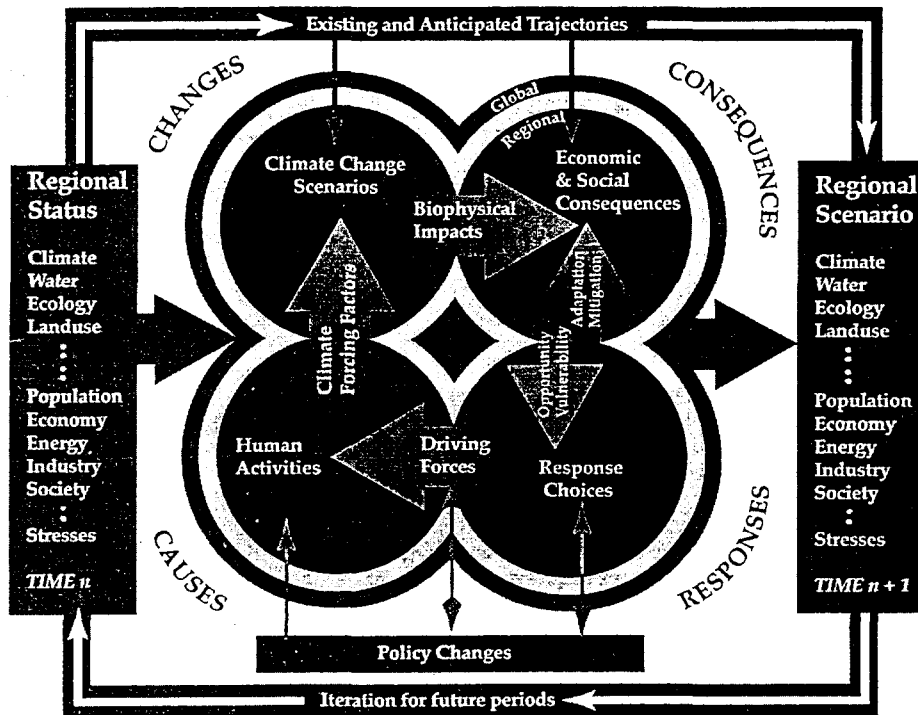 Existing and Anticipated Trajectories
CHANGES
CONSEQUENCES
Global
Regional
Regional
Status
Climate
Water
Ecology
Landuse
Population
Economy
Energy
Industry
Society
Stresses
TIME n
Climate Change
Scenarios
Biophysical
Impacts
Economic
& Social
Consequences
Climate
Forcing Factors
Adaptation
Mitigation
Opportunity
Vulnerability
Human
Activities
Driving
Forces
Response
Choices
Regional
Scenario
Climate
Water
Ecology
Landuse
Population
Economy
Energy
Industry
Society
Stresses
TIME n + 1
CAUSES
RESPONSES
Policy Changes
Iteration for future periods